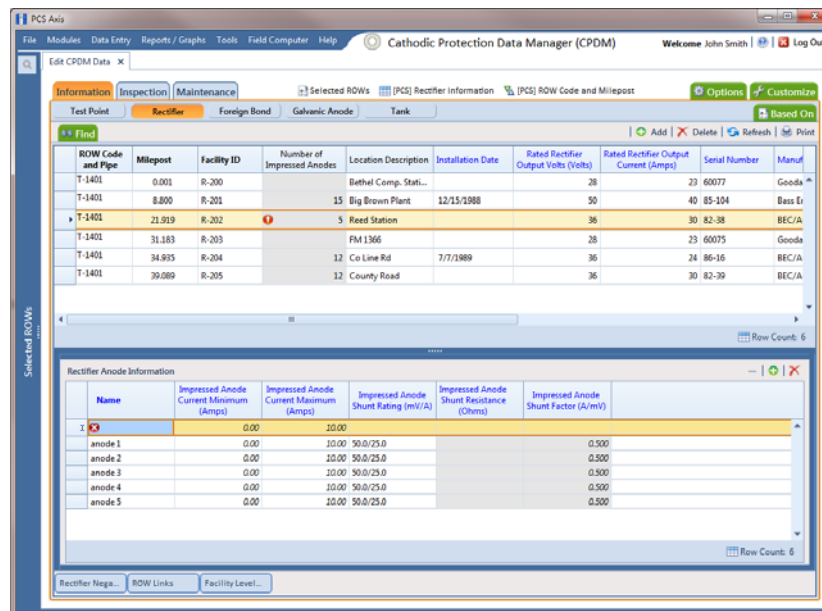 PCS Axis
File Modules Data Entry Reports / Graphs Tools Field Computer Help Cathodic Protection Data Manager (CPDM) Welcome John Smith Log Ou
Edit CPDM Data
Information Inspection Maintenance Selected ROWs [PCS] Rectifier Information [PCS] ROW Code and Milepost Options Customize
Test Point Rectifier Foreign Bond Galvanic Anode Tank Based On
Find Add Delete Refresh Print
ROW Code and Pipe Milepost Facility ID Number of Impressed Anodes Location Description Installation Date Rated Rectifier Output Volts (Volts) Rated Rectifier Output Current (Amps) Serial Number Manuf
T-1401 0.001 R-200 Bethel Comp. Stati... 28 23 60077 Gooda
T-1401 8.800 R-201 15 Big Brown Plant 12/15/1988 50 40 85-104 Bass En
T-1401 21.919 R-202 5 Reed Station 36 30 82-38 BEC/A
T-1401 31.183 R-203 FM 1366 28 23 60075 Gooda
T-1401 34.935 R-204 12 Co Line Rd 7/7/1989 36 24 86-16 BEC/A
T-1401 39.089 R-205 12 County Road 36 30 82-39 BEC/A
Row Count: 6
Selected ROWs
Rectifier Anode Information
Name Impressed Anode Current Minimum (Amps) Impressed Anode Current Maximum (Amps) Impressed Anode Shunt Rating (mV/A) Impressed Anode Shunt Resistance (Ohms) Impressed Anode Shunt Factor (A/mV)
0.00 10.00
anode 1 0.00 10.00 50.0/25.0 0.500
anode 2 0.00 10.00 50.0/25.0 0.500
anode 3 0.00 10.00 50.0/25.0 0.500
anode 4 0.00 10.00 50.0/25.0 0.500
anode 5 0.00 10.00 50.0/25.0 0.500
Row Count: 6
Rectifier Nega... ROW Links Facility Level...